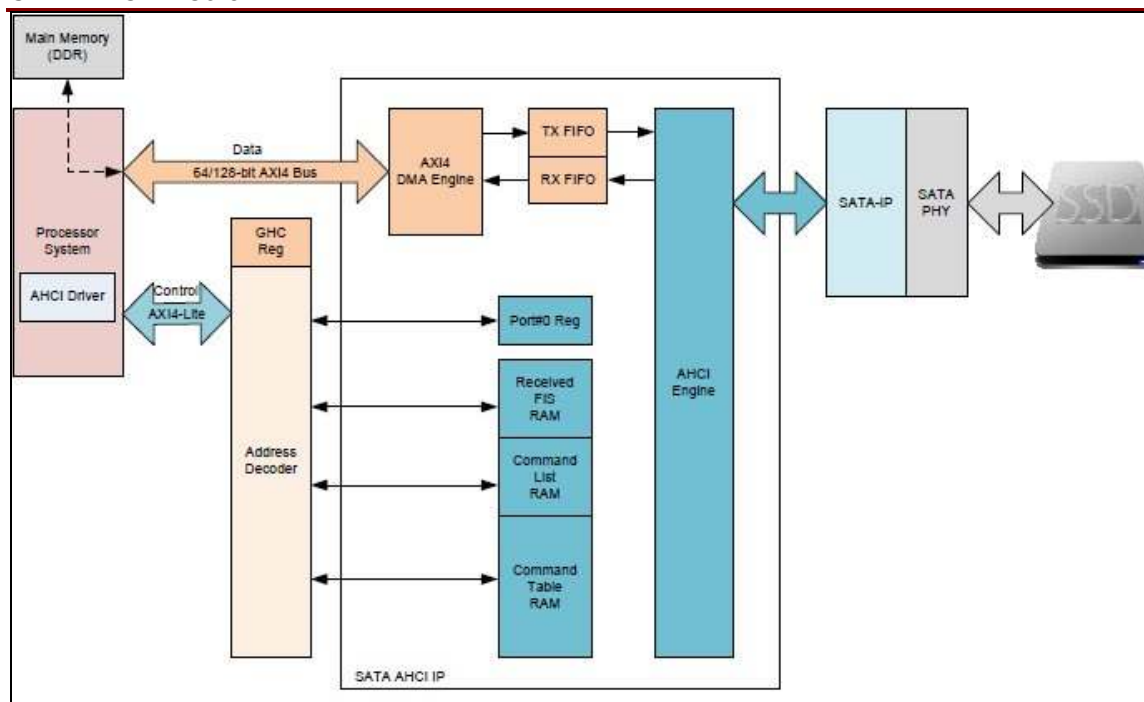 Main Memory
(DDR)
Processor
System
AHCI Driver
Data
64/128-bit AXI4 Bus
Control
AXI4-Lite
GHC
Reg
Address
Decoder
AXI4
DMA Engine
TX FIFO
RX FIFO
Port#0 Reg
Received
FIS
RAM
Command
List
RAM
Command
Table
RAM
AHCI
Engine
SATA AHCI IP
SATA-IP
SATA
PHY
SSD